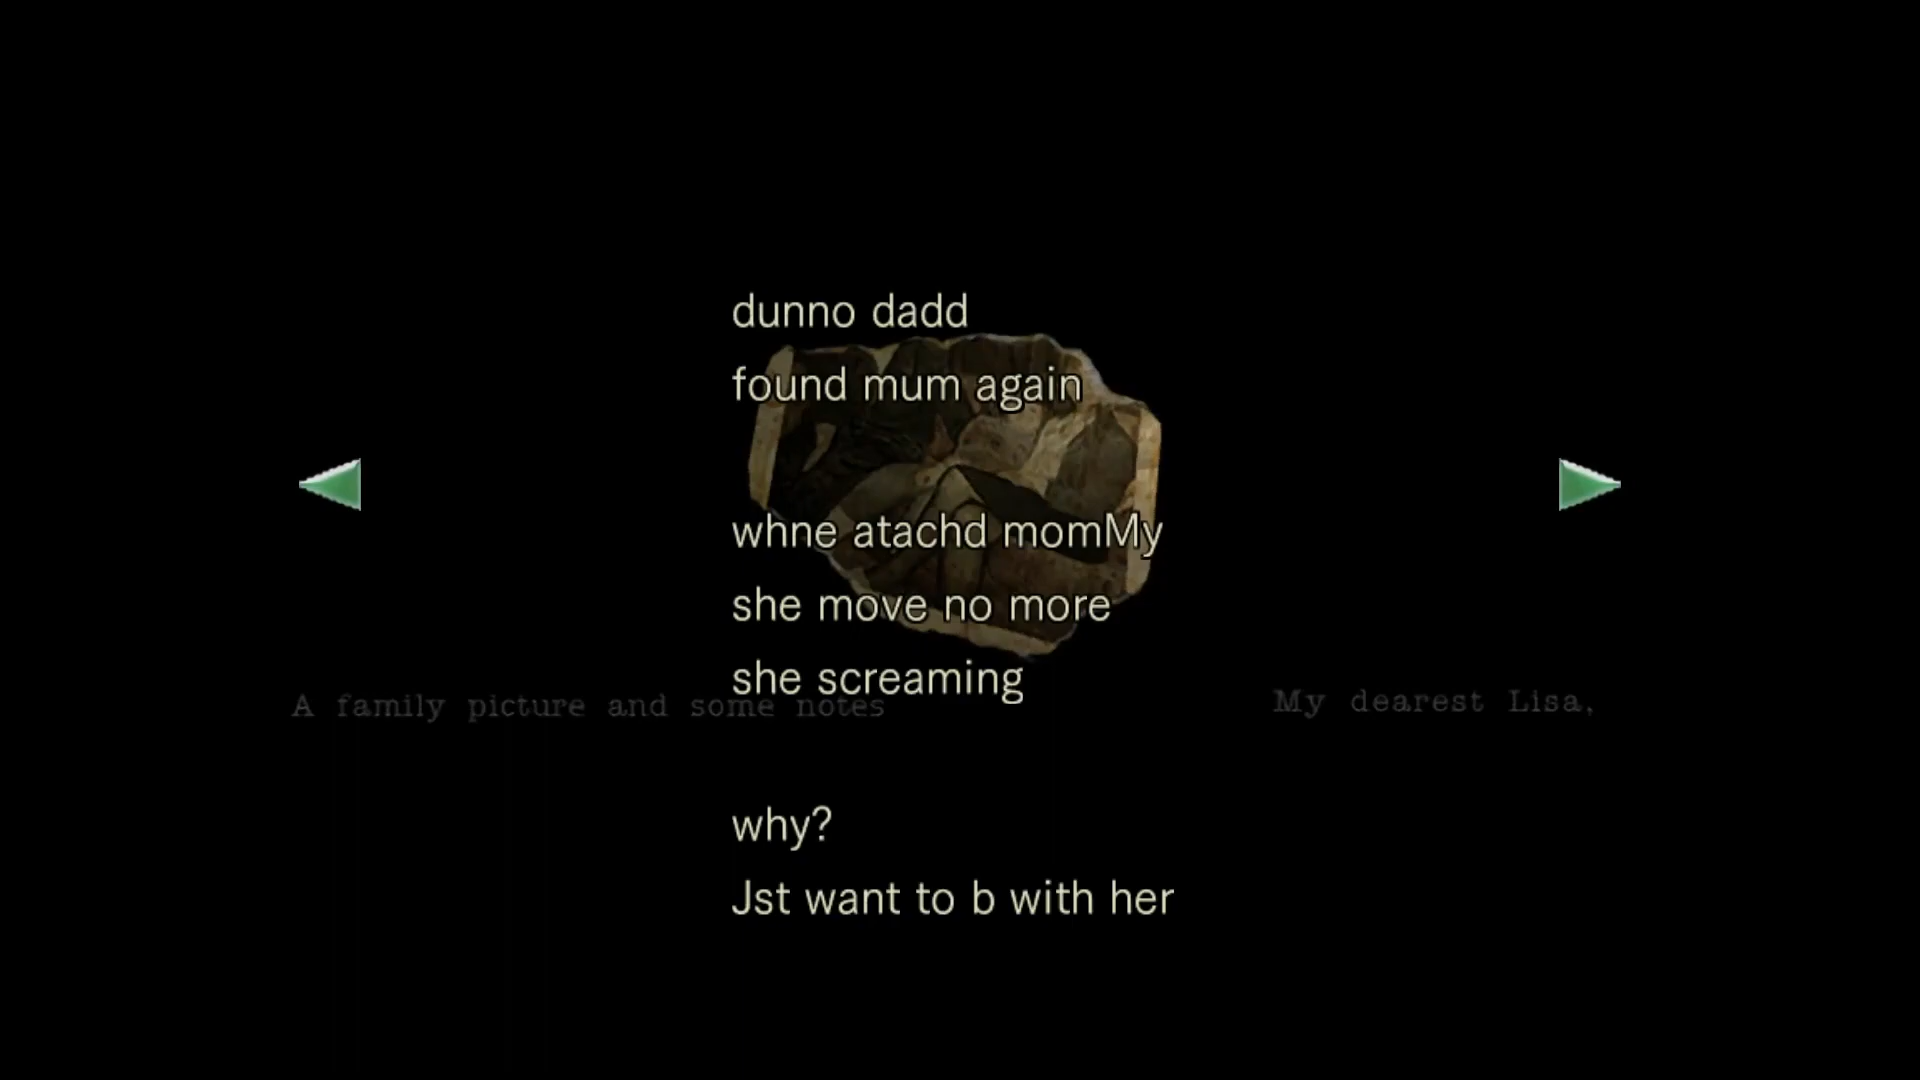 dunno dadd
found mum again
whne atachd momMy
she move no more
she screaming
A family picture and some notes
My dearest Lisa,
why?
Jst want to b with her